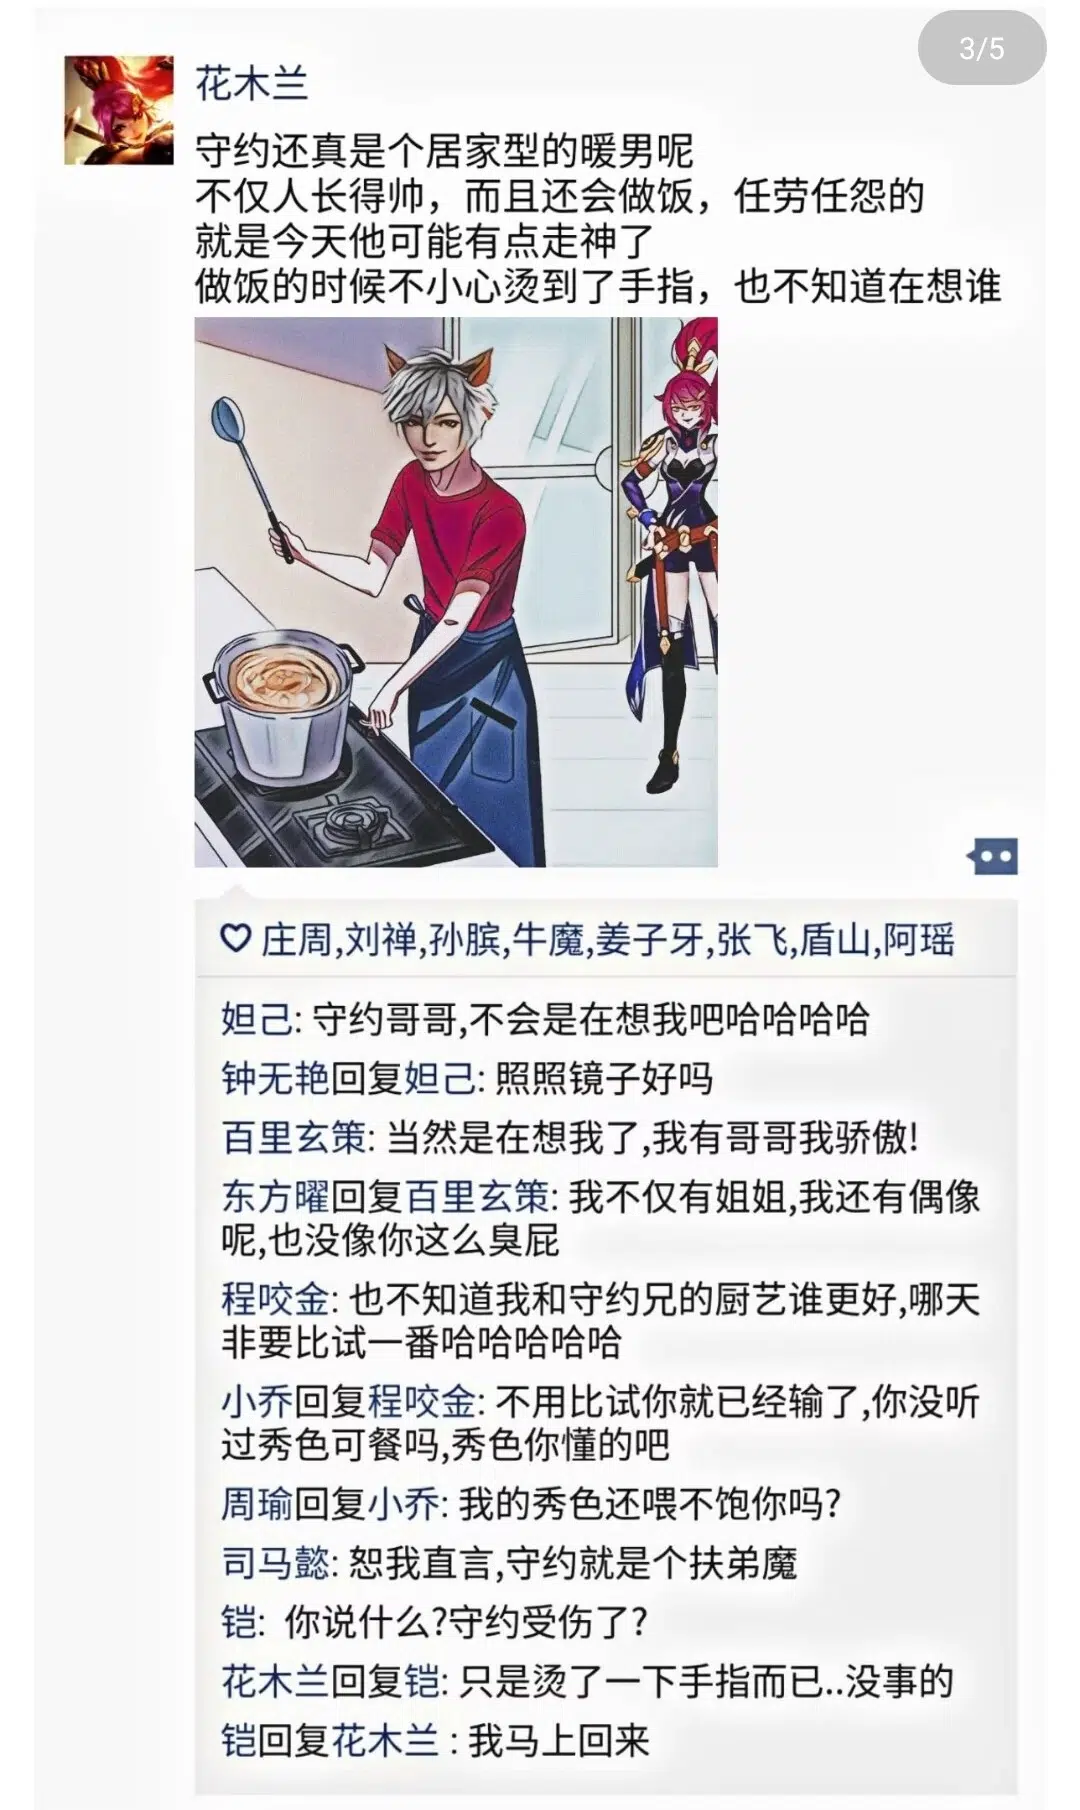 3/5
花木兰
守约还真是个居家型的暖男呢
不仅人长得帅，而且还会做饭，任劳任怨的
就是今天他可能有点走神了
做饭的时候不小心烫到了手指，也不知道在想谁
庄周,刘禅,孙膑,牛魔,姜子牙,张飞,盾山,阿瑶
妲己: 守约哥哥,不会是在想我吧哈哈哈哈
钟无艳回复妲己: 照照镜子好吗
百里玄策: 当然是在想我了,我有哥哥我骄傲!
东方曜回复百里玄策: 我不仅有姐姐,我还有偶像
呢,也没像你这么臭屁
程咬金: 也不知道我和守约兄的厨艺谁更好,哪天
非要比试一番哈哈哈哈哈
小乔回复程咬金: 不用比试你就已经输了,你没听
过秀色可餐吗,秀色你懂的吧
周瑜回复小乔: 我的秀色还喂不饱你吗?
司马懿: 恕我直言,守约就是个扶弟魔
铠: 你说什么?守约受伤了?
花木兰回复铠: 只是烫了一下手指而已..没事的
铠回复花木兰 : 我马上回来